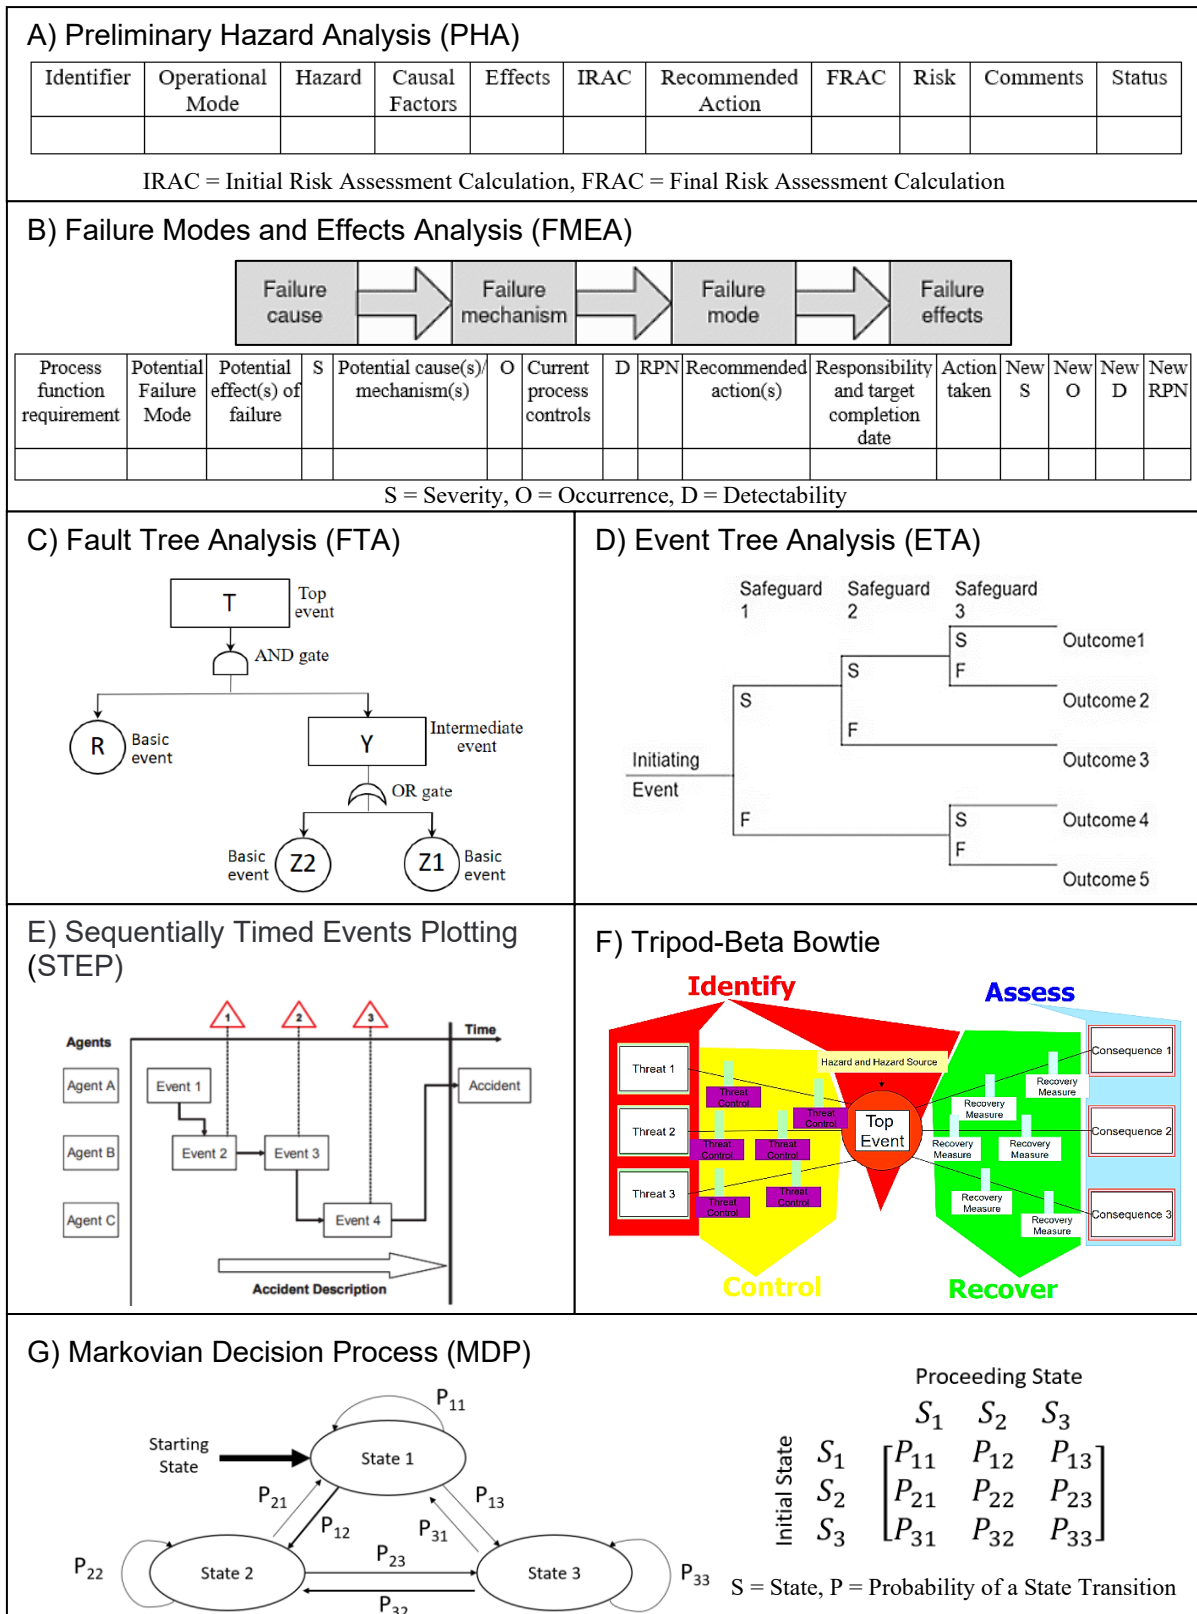 A) Preliminary Hazard Analysis (PHA)
Identifier Operational Mode Hazard Causal Factors Effects IRAC Recommended Action FRAC Risk Comments Status
IRAC = Initial Risk Assessment Calculation, FRAC = Final Risk Assessment Calculation
B) Failure Modes and Effects Analysis (FMEA)
Failure cause Failure mechanism Failure mode Failure effects
Process function requirement Potential Failure Mode Potential effect(s) of failure S Potential cause(s)/ mechanism(s) O Current process controls D RPN Recommended action(s) Responsibility and target completion date Action taken New S New O New D New RPN
S = Severity, O = Occurrence, D = Detectability
C) Fault Tree Analysis (FTA)
T
Top event
AND gate
R
Basic event
Y
Intermediate event
OR gate
Basic event
Z2
Z1
Basic event
D) Event Tree Analysis (ETA)
Safeguard 1
Safeguard 2
Safeguard 3
Initiating Event
S
F
S
F
S
F
S
F
Outcome1
Outcome 2
Outcome 3
Outcome 4
Outcome 5
E) Sequentially Timed Events Plotting
(STEP)
1 2 3
Time
Agents
Agent A
Event 1
Accident
Agent B
Event 2
Event 3
Agent C
Event 4
Accident Description
F) Tripod-Beta Bowtie
Identify
Assess
Threat 1
Threat 2
Threat 3
Threat Control
Threat Control
Threat Control
Threat Control
Threat Control
Threat Control
Hazard and Hazard Source
Top Event
Recovery Measure
Recovery Measure
Recovery Measure
Recovery Measure
Recovery Measure
Recovery Measure
Consequence 1
Consequence 2
Consequence 3
Control
Recover
G) Markovian Decision Process (MDP)
P11
Starting State
State 1
P21
P12
P13
P31
P22
State 2
P23
State 3
P33
P32
Proceeding State
S1 S2 S3
Initial State
S1 P11 P12 P13
S2 P21 P22 P23
S3 P31 P32 P33
S = State, P = Probability of a State Transition